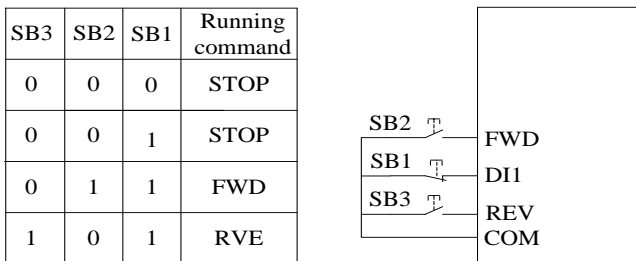 SB3 SB2 SB1 Running command
0 0 0 STOP
0 0 1 STOP
0 1 1 FWD
1 0 1 RVE
SB2 FWD
SB1 DI1
SB3 REV
COM